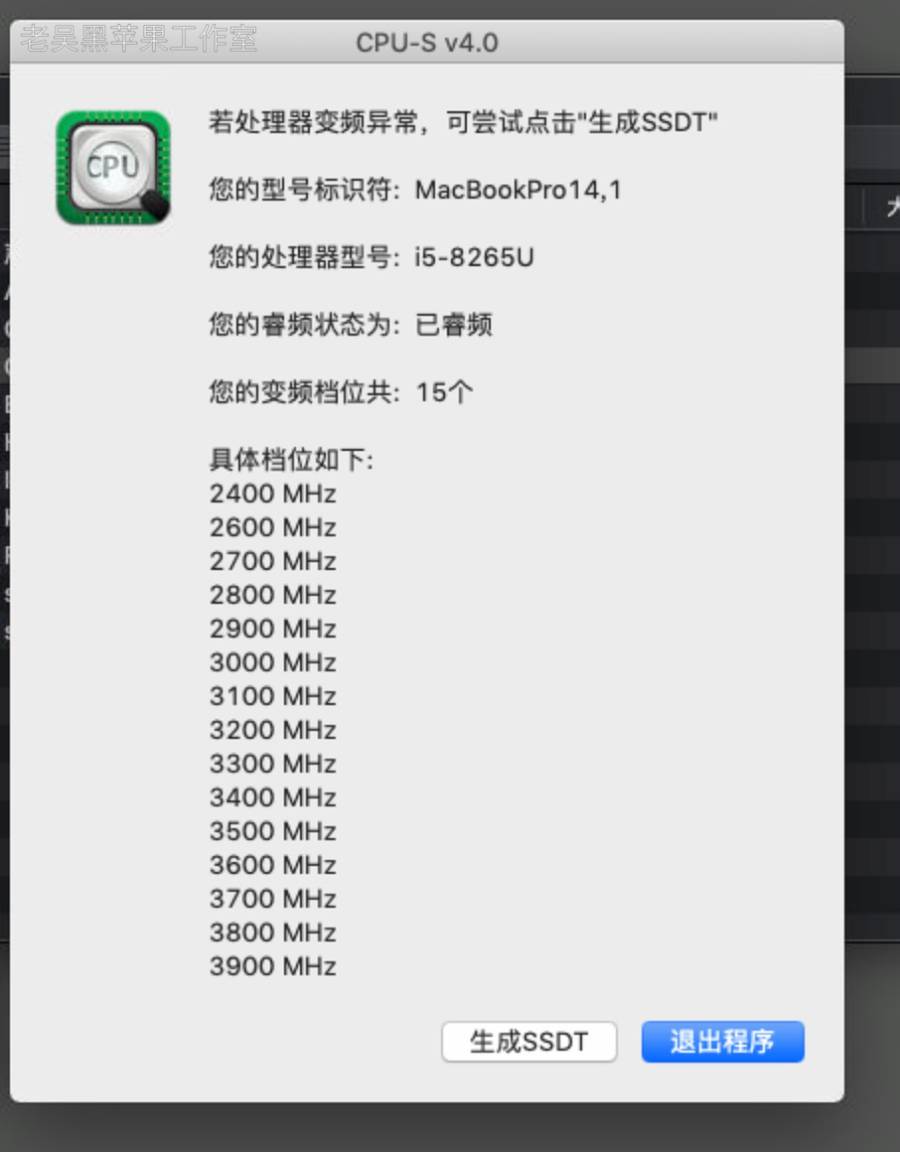 老吴黑苹果工作室
CPU-S v4.0
CPU
若处理器变频异常，可尝试点击"生成SSDT"
您的型号标识符: MacBookPro14,1
您的处理器型号: i5-8265U
您的睿频状态为: 已睿频
您的变频档位共: 15个
具体档位如下:
2400 MHz
2600 MHz
2700 MHz
2800 MHz
2900 MHz
3000 MHz
3100 MHz
3200 MHz
3300 MHz
3400 MHz
3500 MHz
3600 MHz
3700 MHz
3800 MHz
3900 MHz
生成SSDT
退出程序